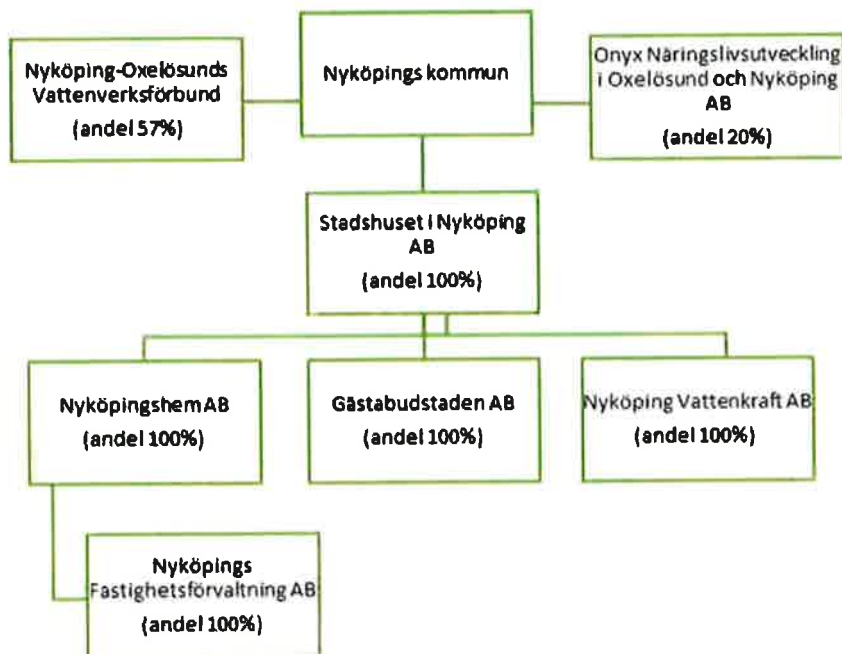 Nyköping-Oxelösunds
Vattenverksförbund
(andel 57%)
Nyköpings kommun
Onyx Näringslivsutveckling
i Oxelösund och Nyköping
AB
(andel 20%)
Stadshuset i Nyköping
AB
(andel 100%)
Nyköpingshem AB
(andel 100%)
Gästabudstaden AB
(andel 100%)
Nyköping Vattenkraft AB
(andel 100%)
Nyköpings
Fastighetsförvaltning AB
(andel 100%)